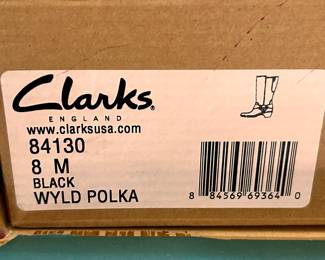 Clarks
ENGLAND
www.clarksusa.com
84130
8 M
BLACK
WYLD POLKA
8 84569 69364 0